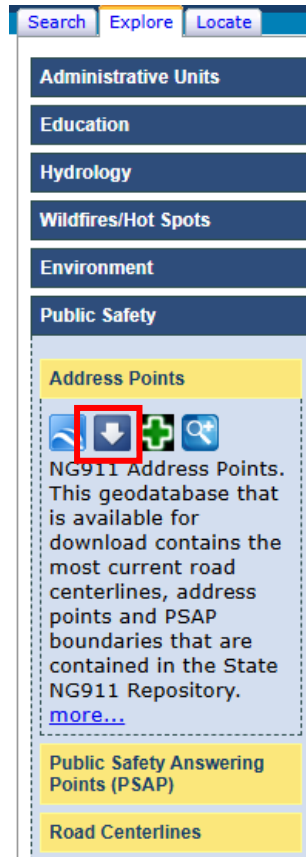 Search Explore Locate
Administrative Units
Education
Hydrology
Wildfires/Hot Spots
Environment
Public Safety
Address Points
NG911 Address Points.
This geodatabase that
is available for
download contains the
most current road
centerlines, address
points and PSAP
boundaries that are
contained in the State
NG911 Repository.
more...
Public Safety Answering
Points (PSAP)
Road Centerlines